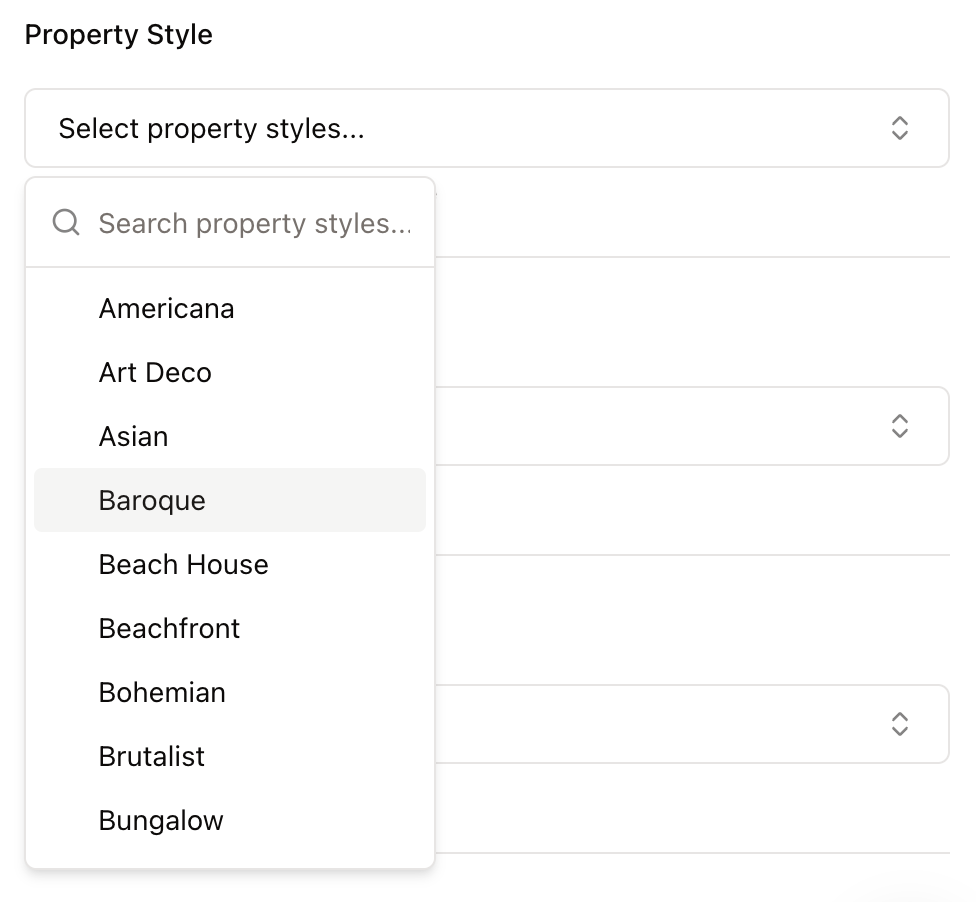 Property Style
Select property styles...
Search property styles...
Americana
Art Deco
Asian
Baroque
Beach House
Beachfront
Bohemian
Brutalist
Bungalow